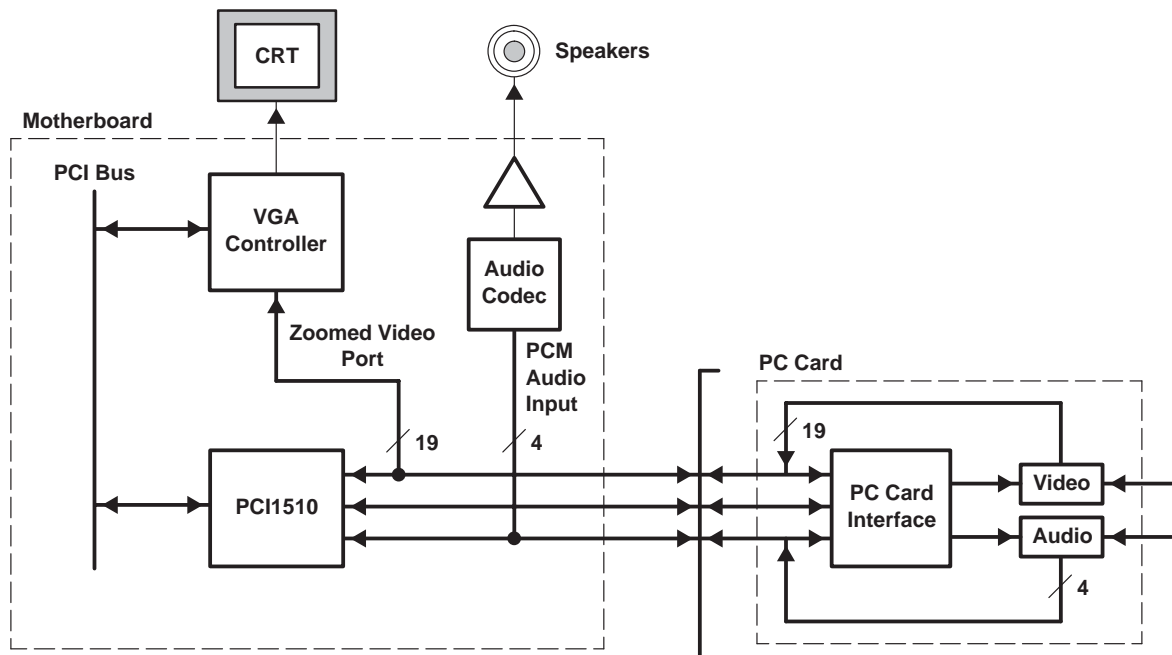 CRT
Speakers
Motherboard
PCI Bus
VGA
Controller
Audio
Codec
Zoomed Video
Port
PCM
Audio
Input
PC Card
19
4
19
PCI1510
PC Card
Interface
Video
Audio
4